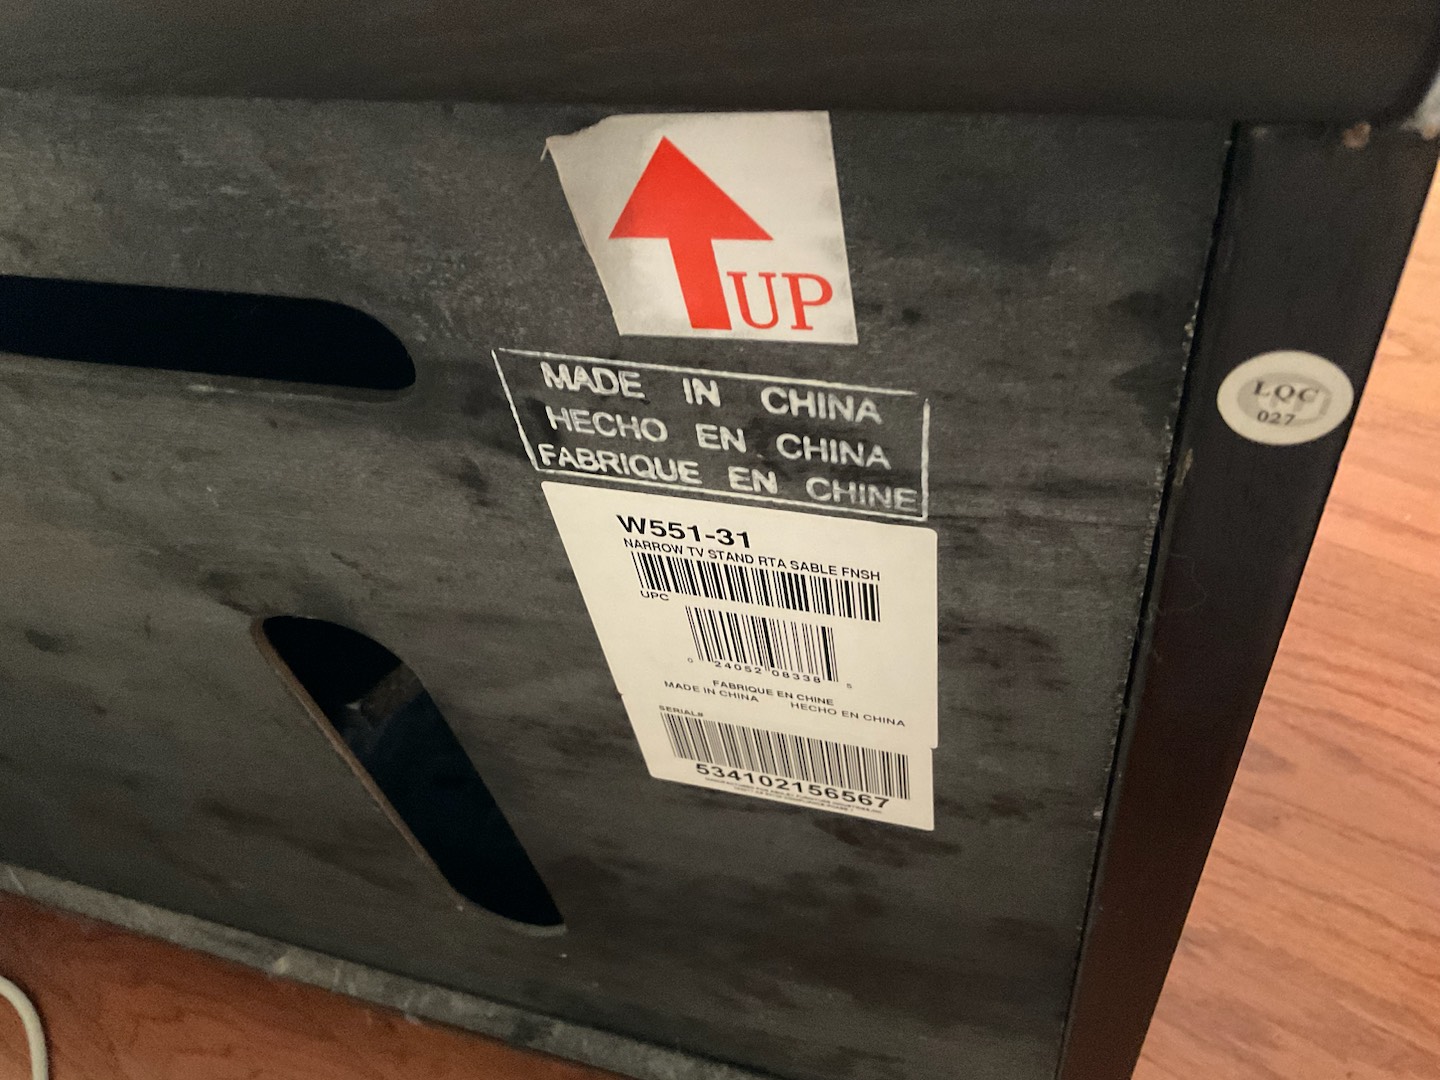 UP
MADE IN CHINA
HECHO EN CHINA
FABRIQUE EN CHINE
LQC
027
W551-31
NARROW TV STAND RTA SABLE FNSH
UPC
0 24052 08338 5
FABRIQUE EN CHINE
MADE IN CHINA HECHO EN CHINA
SERIAL#
534102156567